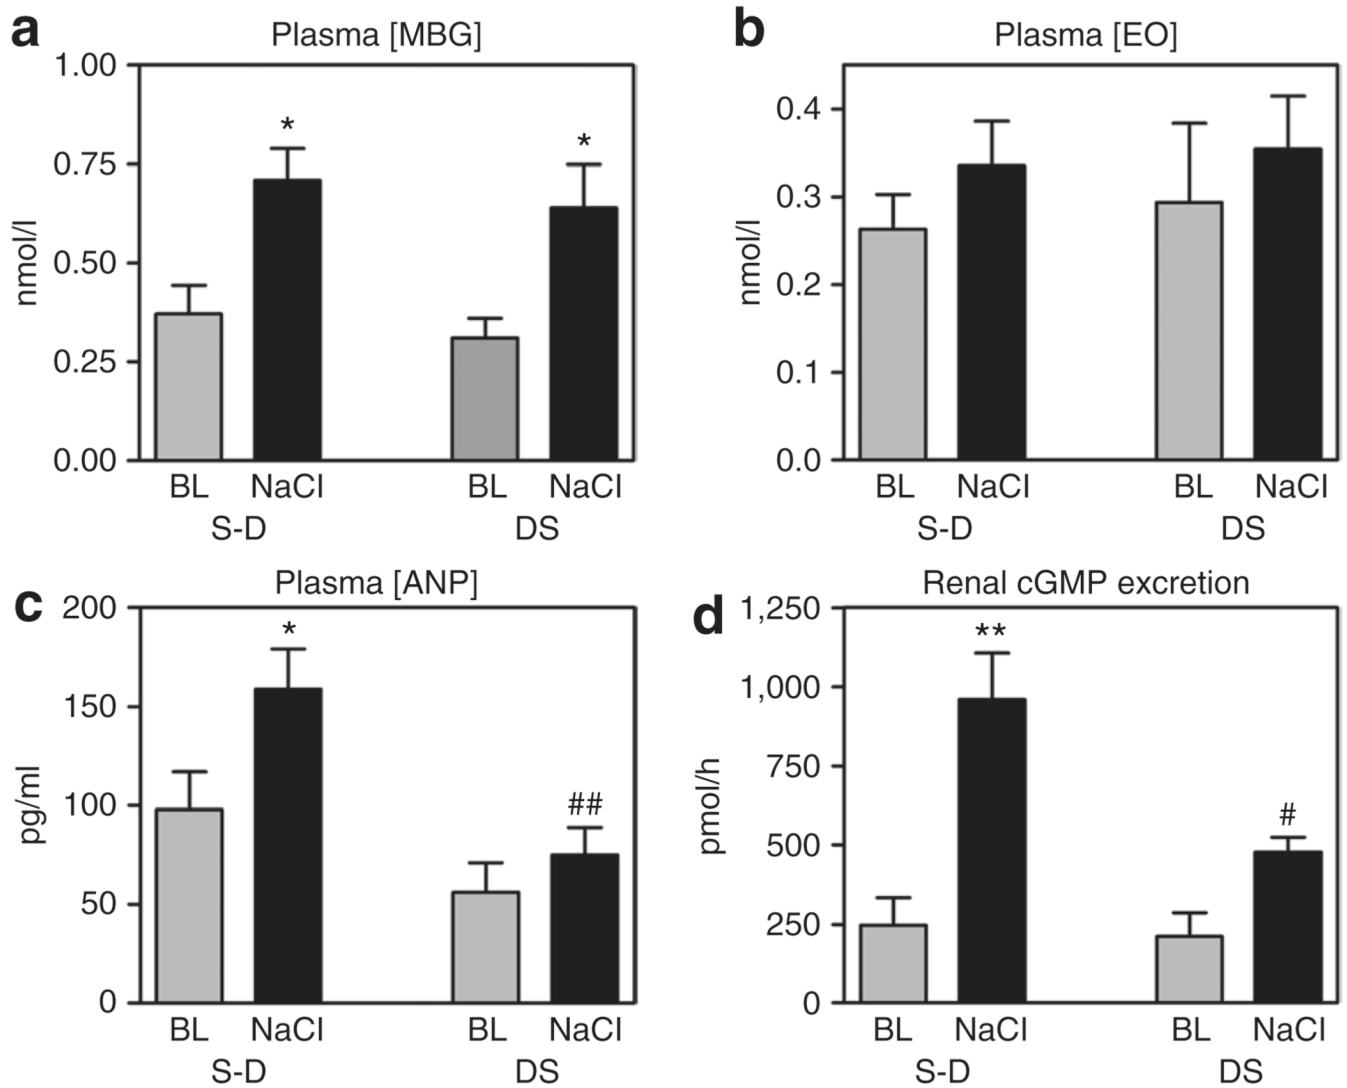 a
Plasma [MBG]
1.00
0.75
0.50
0.25
0.00
nmol/l
*
*
BL NaCl BL NaCl
S-D DS
b
Plasma [EO]
0.4
0.3
0.2
0.1
0.0
nmol/l
BL NaCl BL NaCl
S-D DS
c
Plasma [ANP]
200
150
100
50
0
pg/ml
*
##
BL NaCl BL NaCl
S-D DS
d
Renal cGMP excretion
1,250
1,000
750
500
250
0
pmol/h
**
#
BL NaCl BL NaCl
S-D DS